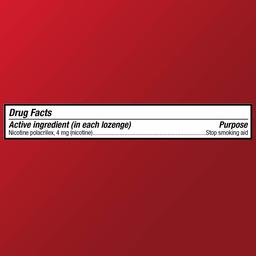 Drug Facts
Active ingredient (in each lozenge) Purpose
Nicotine polacrilex, 4 mg (nicotine)........................................Stop smoking aid